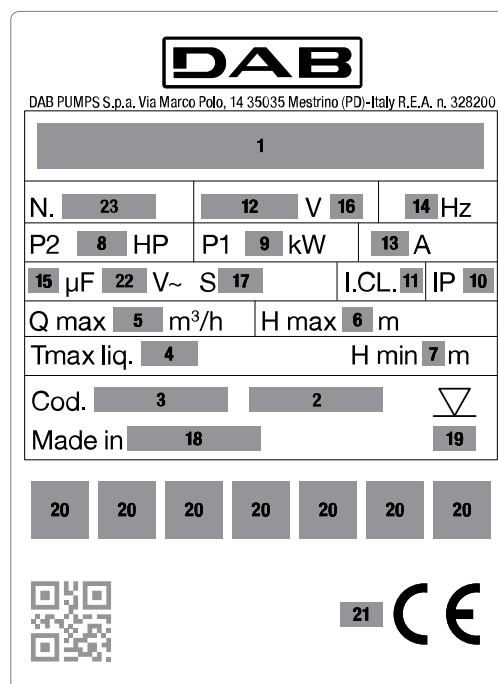 DAB
DAB PUMPS S.p.a. Via Marco Polo, 14 35035 Mestrino (PD)-Italy R.E.A. n. 328200
1
N. 23 12 V 16 14 Hz
P2 8 HP P1 9 kW 13 A
15 µF 22 V~ S 17 I.CL. 11 IP 10
Q max 5 m³/h H max 6 m
Tmax liq. 4 H min 7 m
Cod. 3 2
Made in 18 19
20 20 20 20 20 20 20
21 CE